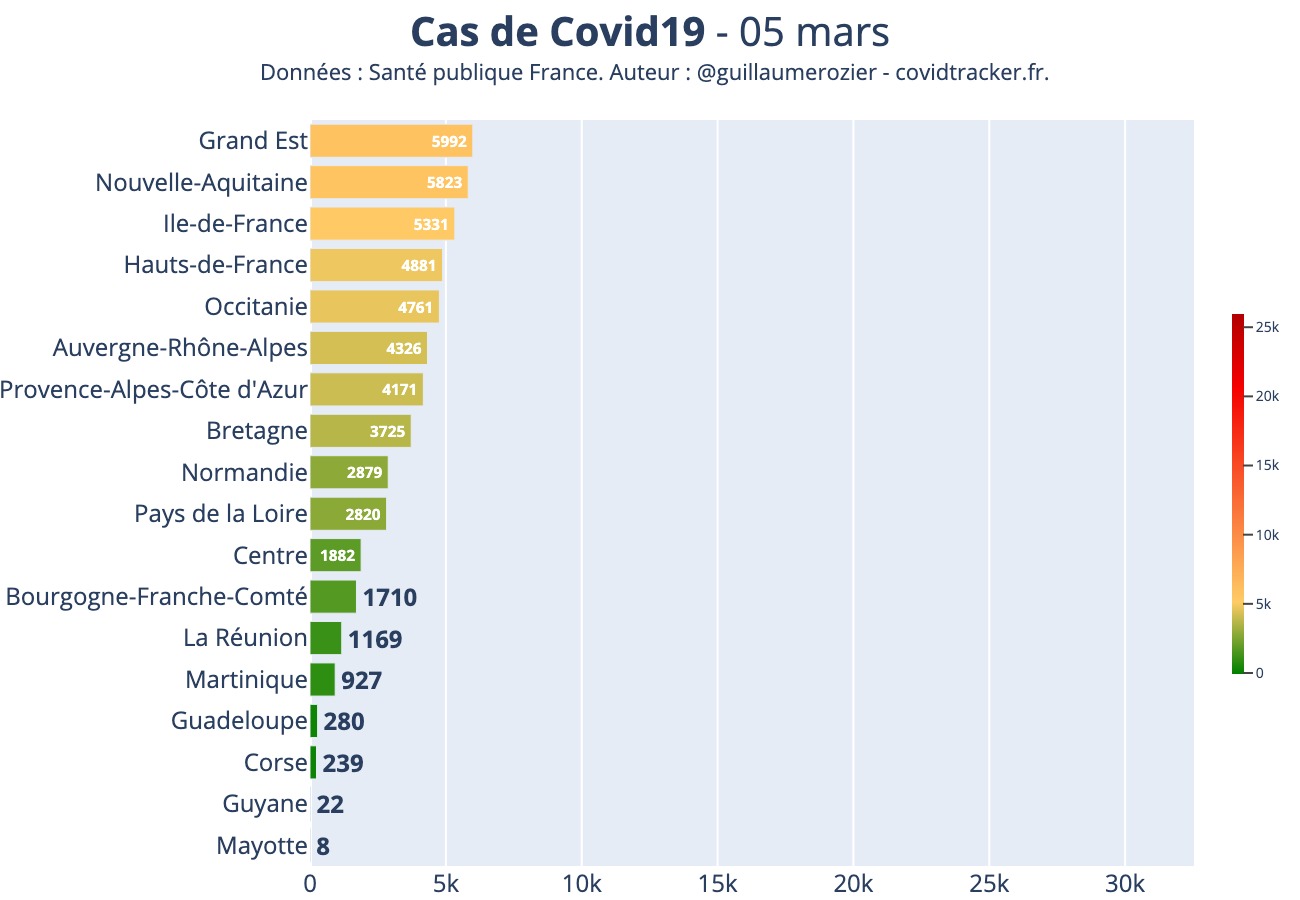 Cas de Covid19 - 05 mars
Données : Santé publique France. Auteur : @guillaumerozier - covidtracker.fr.
Grand Est 5992
Nouvelle-Aquitaine 5823
Ile-de-France 5331
Hauts-de-France 4881
Occitanie 4761
Auvergne-Rhône-Alpes 4326
Provence-Alpes-Côte d'Azur 4171
Bretagne 3725
Normandie 2879
Pays de la Loire 2820
Centre 1882
Bourgogne-Franche-Comté 1710
La Réunion 1169
Martinique 927
Guadeloupe 280
Corse 239
Guyane 22
Mayotte 8
0 5k 10k 15k 20k 25k 30k
25k
20k
15k
10k
5k
0